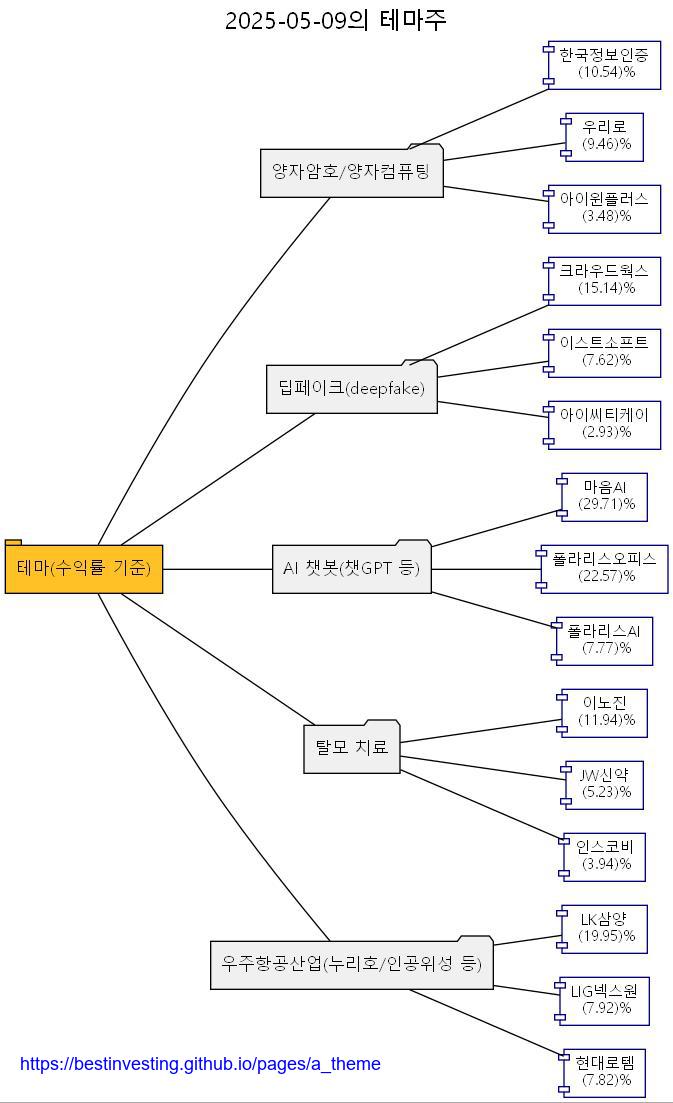 2025-05-09의 테마주
한국정보인증
(10.54)%
우리로
(9.46)%
양자암호/양자컴퓨팅
아이윈플러스
(3.48)%
크라우드웍스
(15.14)%
이스트소프트
(7.62)%
딥페이크(deepfake)
아이씨티케이
(2.93)%
마음AI
(29.71)%
테마(수익률 기준)
AI 챗봇(챗GPT 등)
폴라리스오피스
(22.57)%
폴라리스AI
(7.77)%
이노진
(11.94)%
탈모 치료
JW신약
(5.23)%
인스코비
(3.94)%
LK삼양
(19.95)%
우주항공산업(누리호/인공위성 등)
LIG넥스원
(7.92)%
현대로템
(7.82)%
https://bestinvesting.github.io/pages/a_theme